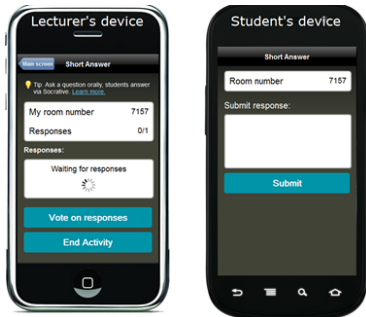 Lecturer's device
Main screen
Short Answer
Tip: Ask a question orally, students answer
via Socrative. Learn more.
My room number 7157
Responses 0/1
Responses:
Waiting for responses
Vote on responses
End Activity
Student's device
Short Answer
Room number 7157
Submit response:
Submit